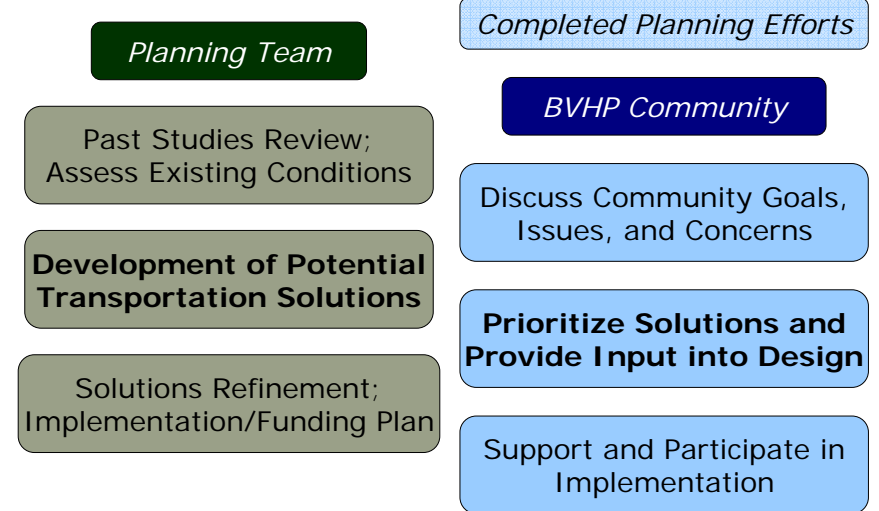 Planning Team
Past Studies Review;
Assess Existing Conditions
Development of Potential
Transportation Solutions
Solutions Refinement;
Implementation/Funding Plan
Completed Planning Efforts
BVHP Community
Discuss Community Goals,
Issues, and Concerns
Prioritize Solutions and
Provide Input into Design
Support and Participate in
Implementation